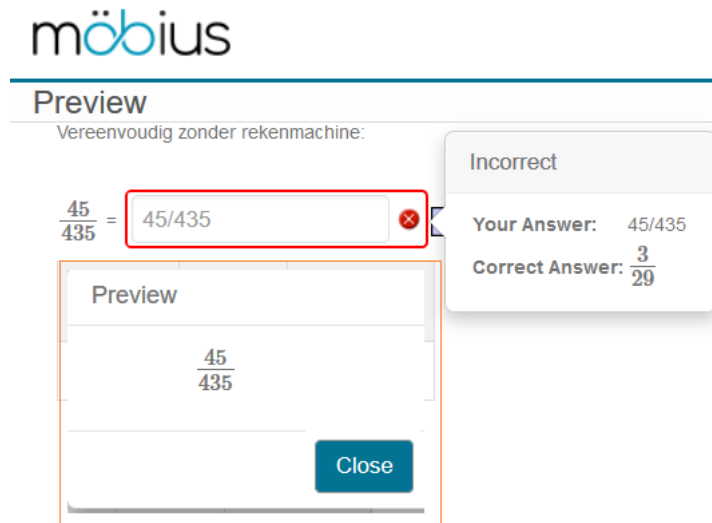 möbius
Preview
Vereenvoudig zonder rekenmachine:
45/435 = 45/435
Incorrect
Your Answer: 45/435
Correct Answer: 3/29
Preview
45/435
Close